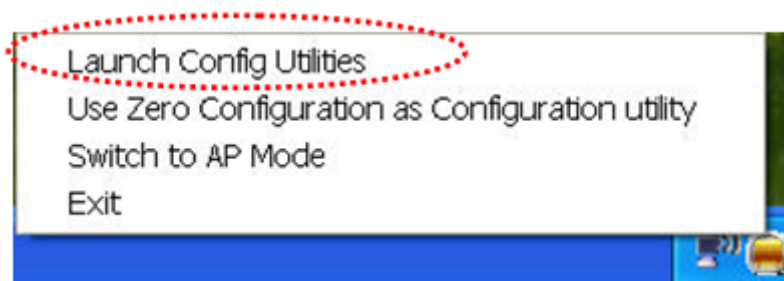 Launch Config Utilities
Use Zero Configuration as Configuration utility
Switch to AP Mode
Exit